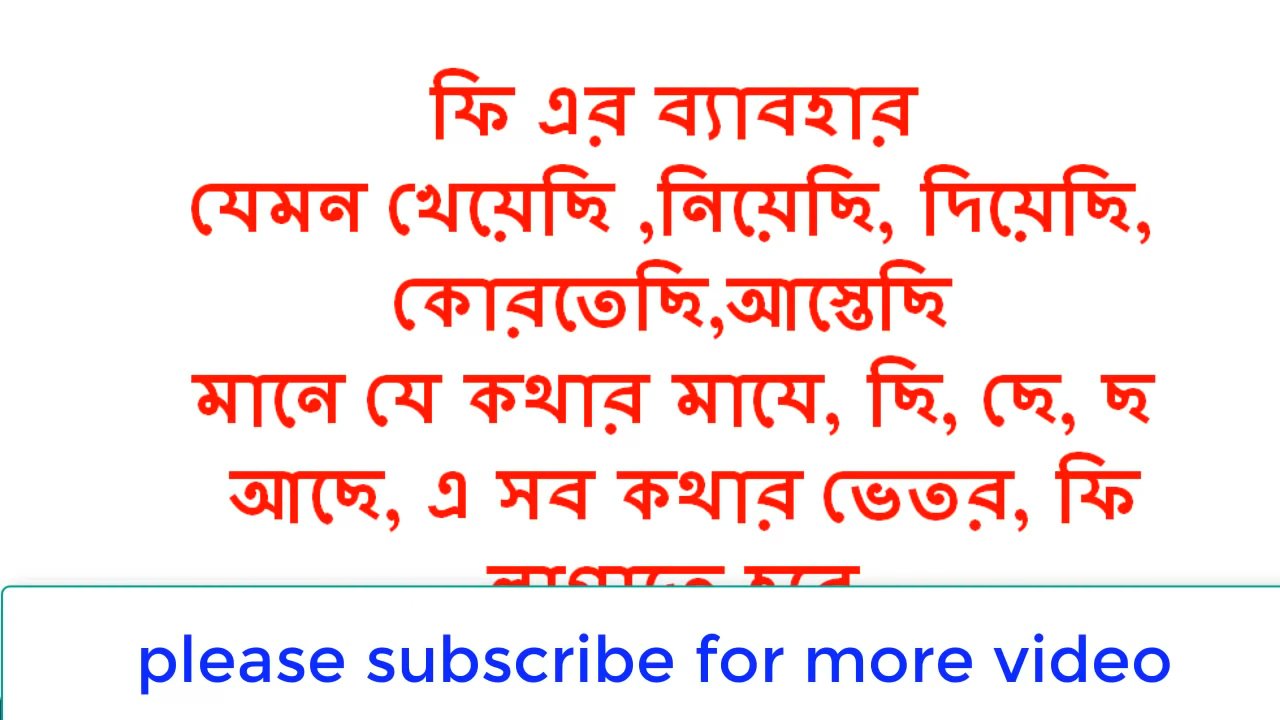 ফি এর ব্যাবহার
যেমন খেয়েছি ,নিয়েছি, দিয়েছি,
কোরতেছি,আস্তেছি
মানে যে কথার মাযে, ছি, ছে, ছ
আছে, এ সব কথার ভেতর, ফি
please subscribe for more video